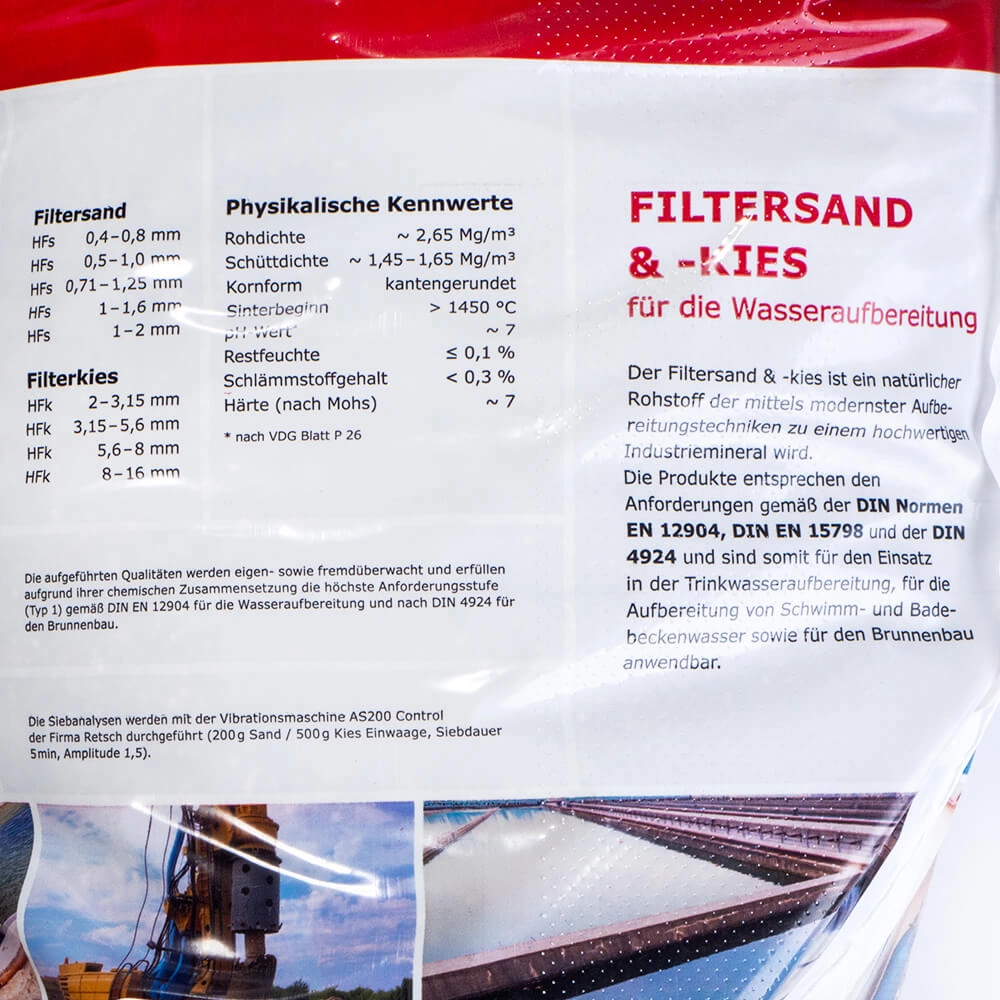 Filtersand
HFs 0,4–0,8 mm
HFs 0,5–1,0 mm
HFs 0,71–1,25 mm
HFs 1–1,6 mm
HFs 1–2 mm
Filterkies
HFk 2–3,15 mm
HFk 3,15–5,6 mm
HFk 5,6–8 mm
HFk 8–16 mm
Physikalische Kennwerte
Rohdichte ~ 2,65 Mg/m³
Schüttdichte ~ 1,45–1,65 Mg/m³
Kornform kantengerundet
Sinterbeginn > 1450 °C
pH-Wert* ~ 7
Restfeuchte ≤ 0,1 %
Schlämmstoffgehalt < 0,3 %
Härte (nach Mohs) ~ 7
* nach VDG Blatt P 26
Die aufgeführten Qualitäten werden eigen- sowie fremdüberwacht und erfüllen
aufgrund ihrer chemischen Zusammensetzung die höchste Anforderungsstufe
(Typ 1) gemäß DIN EN 12904 für die Wasseraufbereitung und nach DIN 4924 für
den Brunnenbau.
Die Siebanalysen werden mit der Vibrationsmaschine AS200 Control
der Firma Retsch durchgeführt (200g Sand / 500g Kies Einwaage, Siebdauer
5min, Amplitude 1,5).
FILTERSAND
& -KIES
für die Wasseraufbereitung
Der Filtersand & -kies ist ein natürlicher
Rohstoff der mittels modernster Aufbe-
reitungstechniken zu einem hochwertigen
Industriemineral wird.
Die Produkte entsprechen den
Anforderungen gemäß der DIN Normen
EN 12904, DIN EN 15798 und der DIN
4924 und sind somit für den Einsatz
in der Trinkwasseraufbereitung, für die
Aufbereitung von Schwimm- und Bade-
beckenwasser sowie für den Brunnenbau
anwendbar.